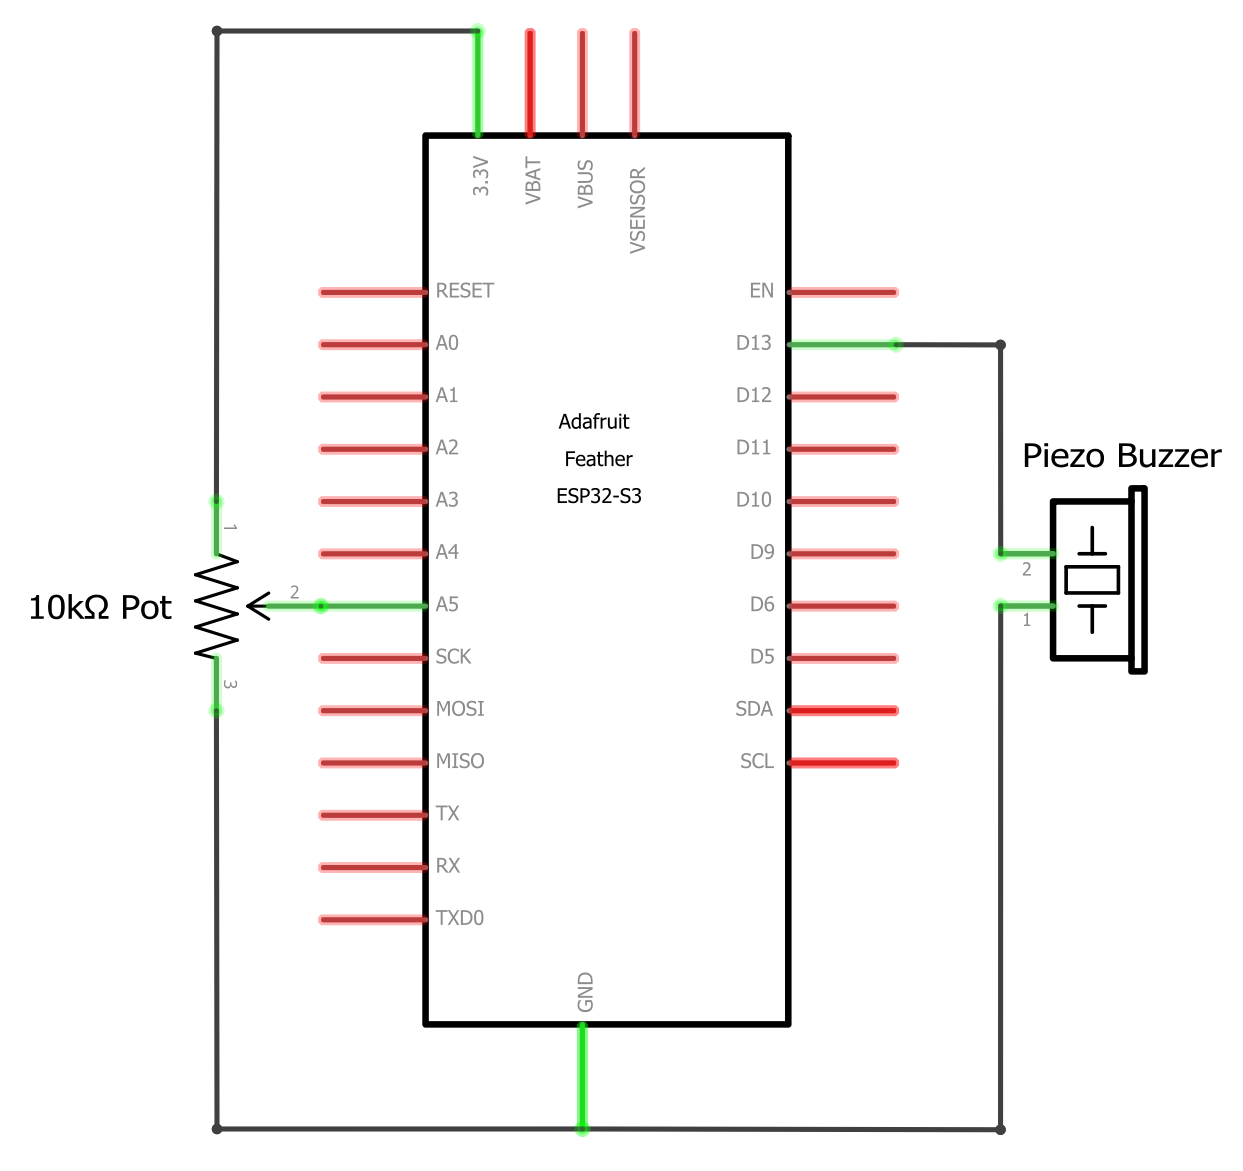 3.3V
VBAT
VBUS
VSENSOR
RESET
A0
A1
A2
A3
A4
A5
SCK
MOSI
MISO
TX
RX
TXD0
EN
D13
D12
D11
D10
D9
D6
D5
SDA
SCL
Adafruit
Feather
ESP32-S3
GND
10kΩ Pot
1
2
3
Piezo Buzzer
2
1